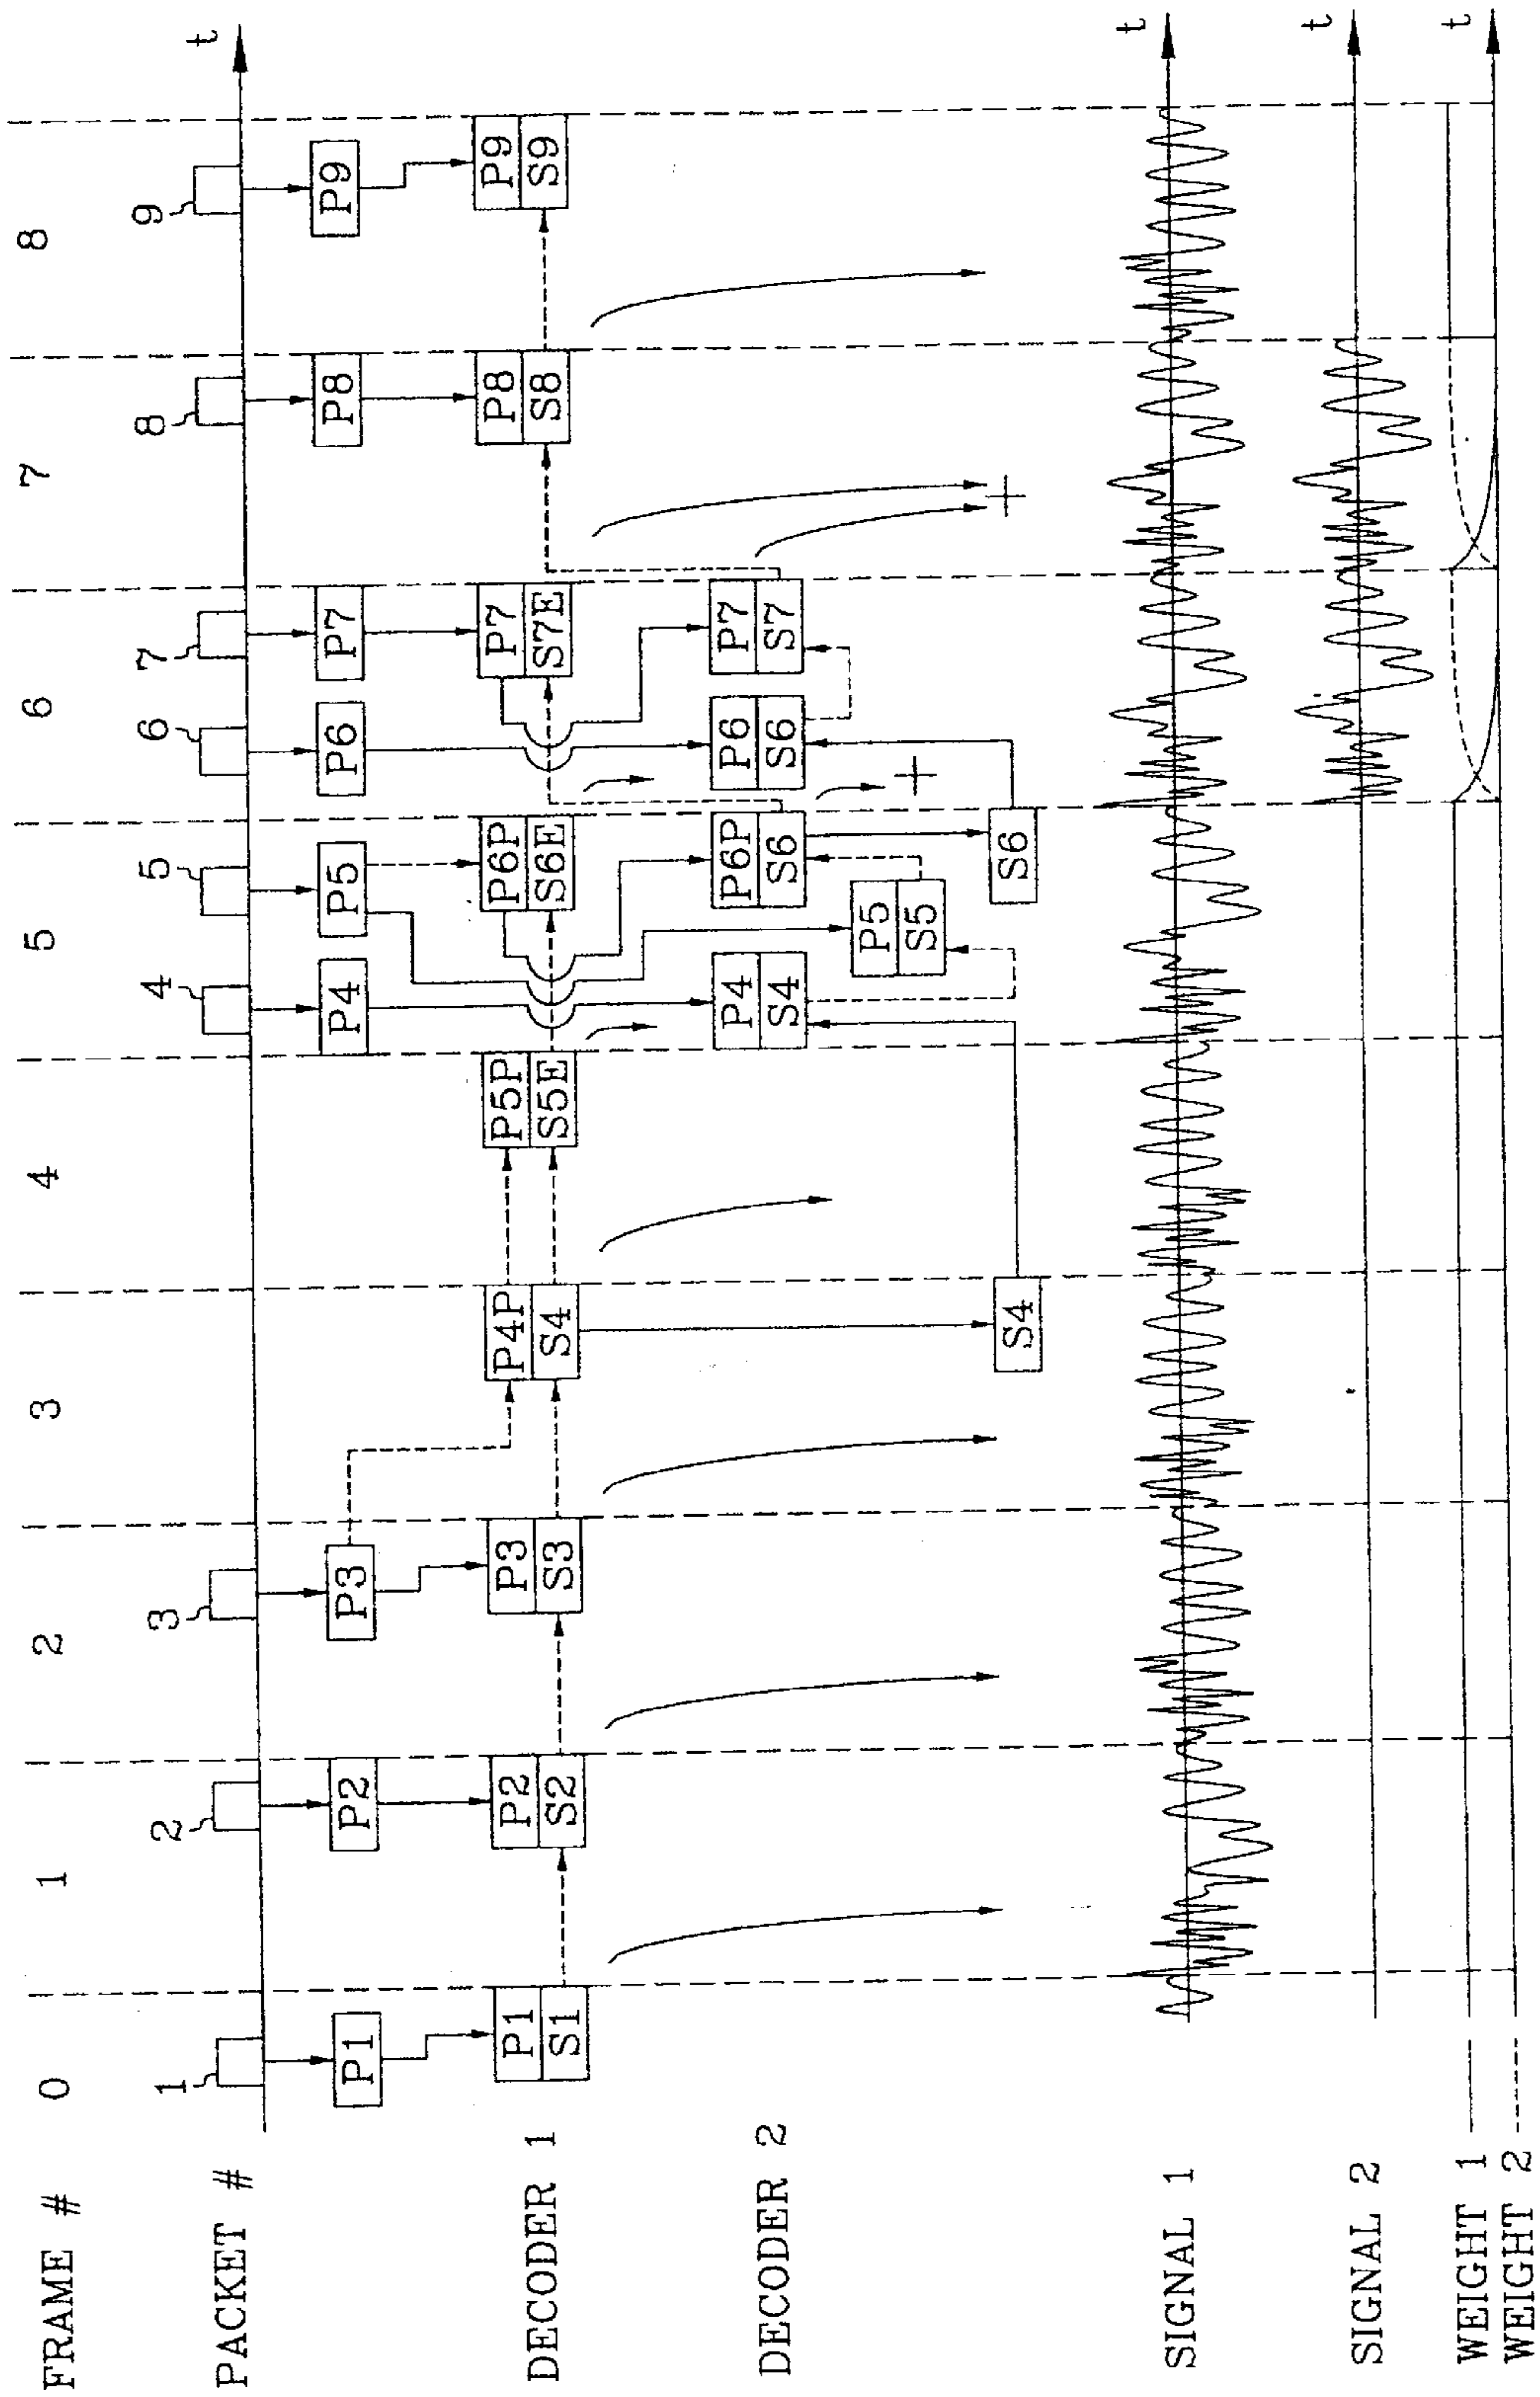 FRAME # 0 1 2 3 4 5 6 7 8
PACKET # 1 2 3 4 5 6 7 8 9 t
P1 P2 P3 P4 P5 P6 P7 P8 P9
DECODER 1
P1 P2 P3 P4P P5P P6P P7 P8 P9
S1 S2 S3 S4 S5E S6E S7E S8 S9
DECODER 2
P4 P6P P6 P7
S4 S6 S6 S7
P5
S5
+ +
S4 S6
SIGNAL 1 t
SIGNAL 2 t
WEIGHT 1
WEIGHT 2 t